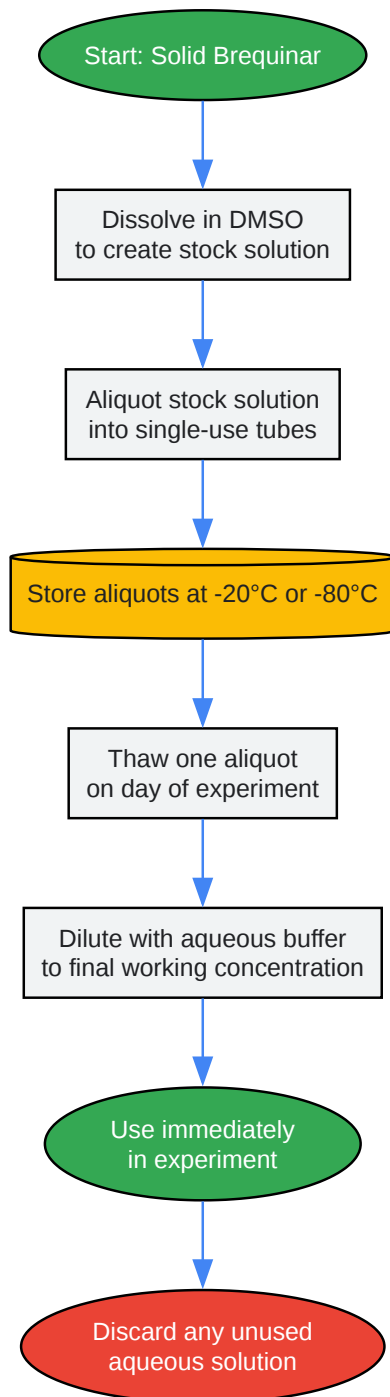 Start: Solid Brequinar
Dissolve in DMSO
to create stock solution
Aliquot stock solution
into single-use tubes
Store aliquots at -20°C or -80°C
Thaw one aliquot
on day of experiment
Dilute with aqueous buffer
to final working concentration
Use immediately
in experiment
Discard any unused
aqueous solution